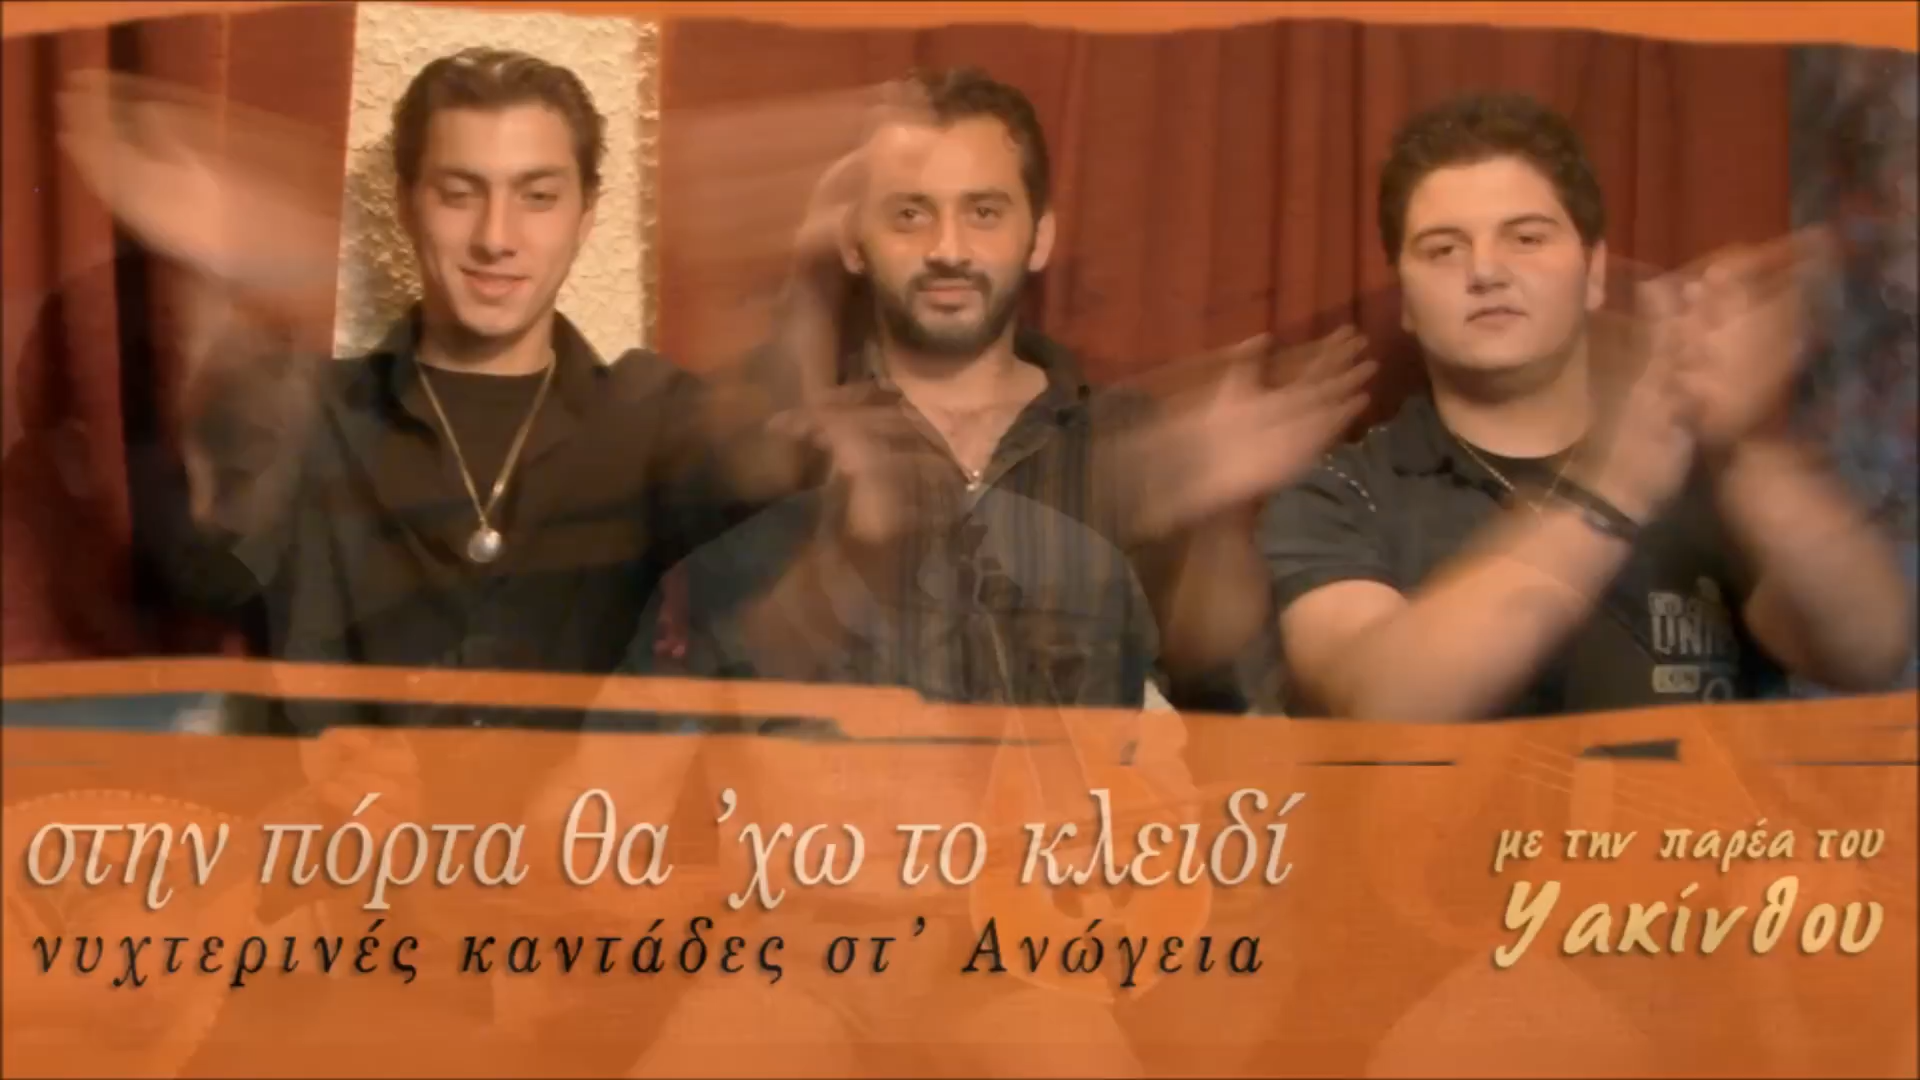 στην πόρτα θα ’χω το κλειδί
νυχτερινές καντάδες στ’ Ανώγεια
με την παρέα του
Υακίνθου